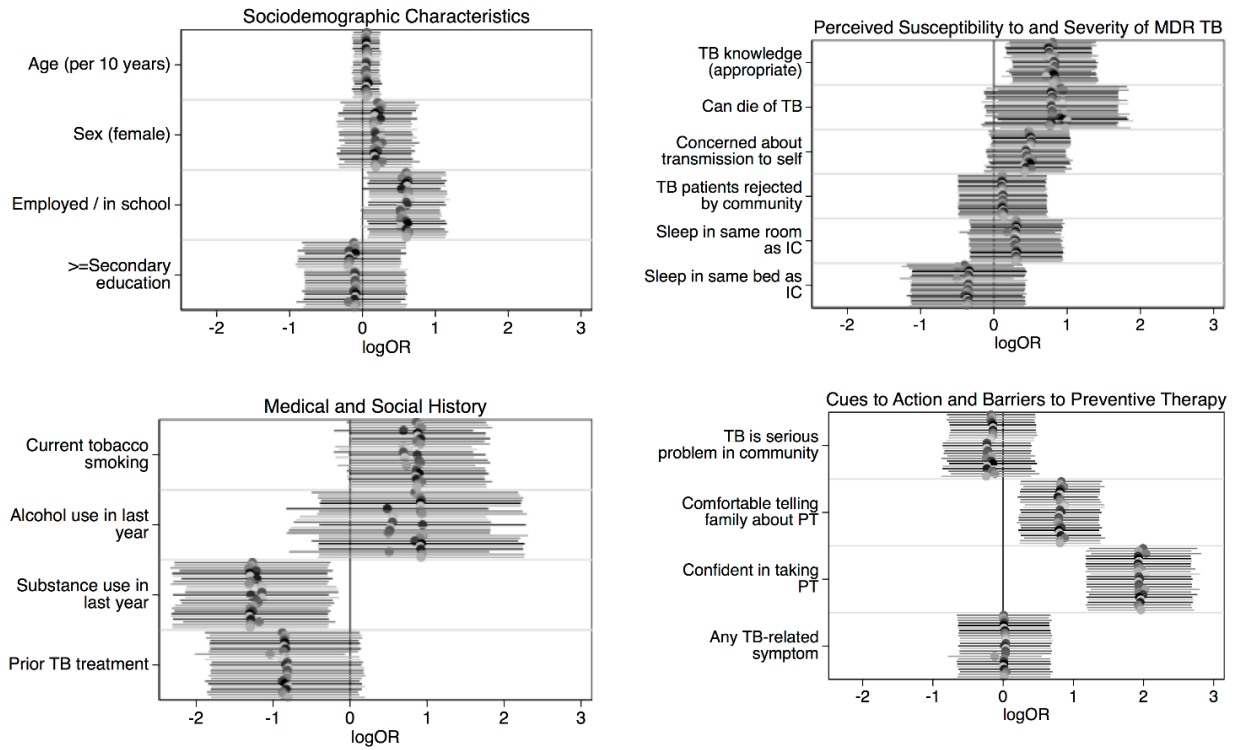 Sociodemographic Characteristics
Age (per 10 years)
Sex (female)
Employed / in school
>=Secondary
education
-2 -1 0 1 2 3
logOR
Perceived Susceptibility to and Severity of MDR TB
TB knowledge
(appropriate)
Can die of TB
Concerned about
transmission to self
TB patients rejected
by community
Sleep in same room
as IC
Sleep in same bed as
IC
-2 -1 0 1 2 3
logOR
Medical and Social History
Current tobacco
smoking
Alcohol use in last
year
Substance use in
last year
Prior TB treatment
-2 -1 0 1 2 3
logOR
Cues to Action and Barriers to Preventive Therapy
TB is serious
problem in community
Comfortable telling
family about PT
Confident in taking
PT
Any TB-related
symptom
-2 -1 0 1 2 3
logOR